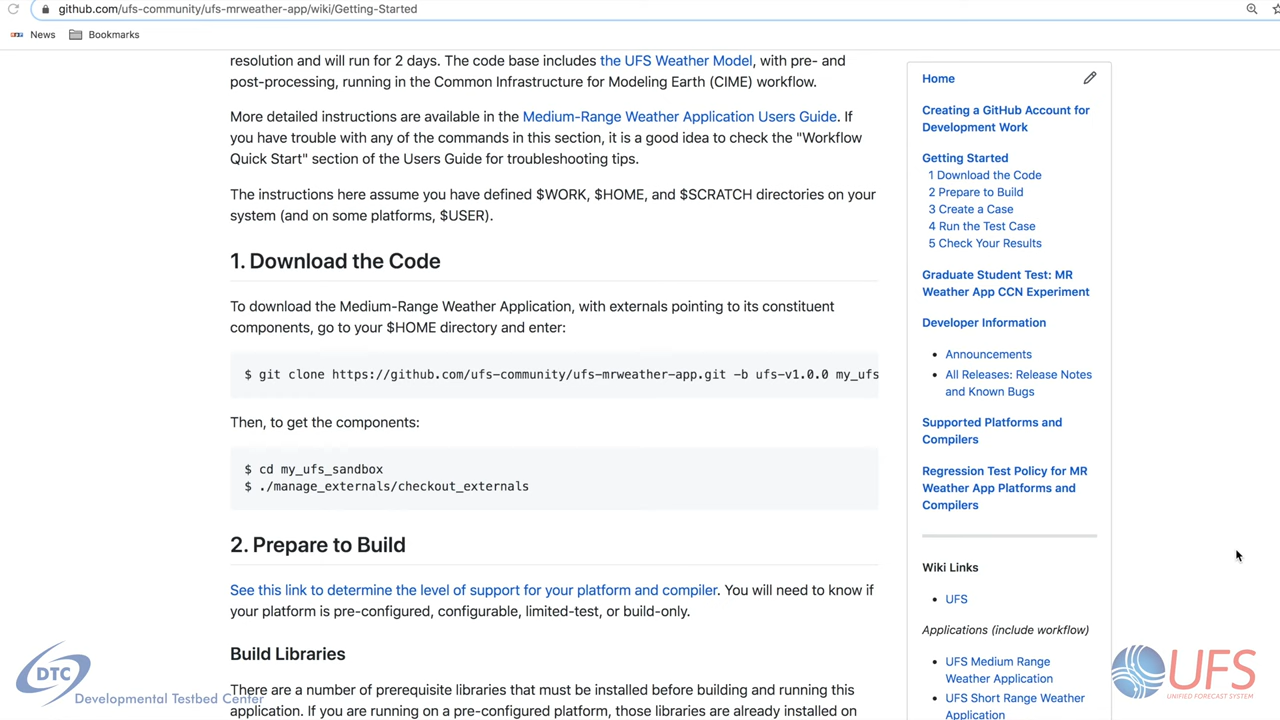 github.com/ufs-community/ufs-mrweather-app/wiki/Getting-Started
News
Bookmarks
resolution and will run for 2 days. The code base includes the UFS Weather Model, with pre- and
post-processing, running in the Common Infrastructure for Modeling Earth (CIME) workflow.
More detailed instructions are available in the Medium-Range Weather Application Users Guide. If
you have trouble with any of the commands in this section, it is a good idea to check the "Workflow
Quick Start" section of the Users Guide for troubleshooting tips.
The instructions here assume you have defined $WORK, $HOME, and $SCRATCH directories on your
system (and on some platforms, $USER).
1. Download the Code
To download the Medium-Range Weather Application, with externals pointing to its constituent
components, go to your $HOME directory and enter:
$ git clone https://github.com/ufs-community/ufs-mrweather-app.git -b ufs-v1.0.0 my_ufs
Then, to get the components:
$ cd my_ufs_sandbox
$ ./manage_externals/checkout_externals
2. Prepare to Build
See this link to determine the level of support for your platform and compiler. You will need to know if
your platform is pre-configured, configurable, limited-test, or build-only.
Build Libraries
There are a number of prerequisite libraries that must be installed before building and running this
application. If you are running on a pre-configured platform, those libraries are already installed on
Home
Creating a GitHub Account for
Development Work
Getting Started
1 Download the Code
2 Prepare to Build
3 Create a Case
4 Run the Test Case
5 Check Your Results
Graduate Student Test: MR
Weather App CCN Experiment
Developer Information
Announcements
All Releases: Release Notes
and Known Bugs
Supported Platforms and
Compilers
Regression Test Policy for MR
Weather App Platforms and
Compilers
Wiki Links
UFS
Applications (include workflow)
UFS Medium Range
Weather Application
UFS Short Range Weather
Application
DTC
Developmental Testbed Center
UFS
UNIFIED FORECAST SYSTEM